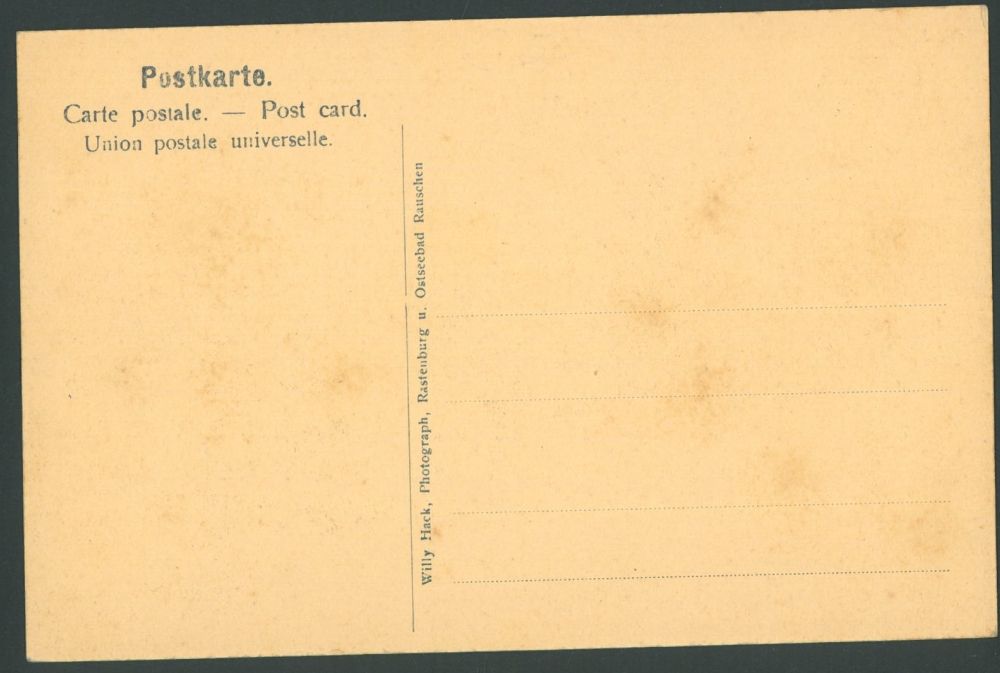 Postkarte.
Carte postale. — Post card.
Union postale universelle.
Willy Hack, Photograph, Rastenburg u. Ostseebad Rauschen